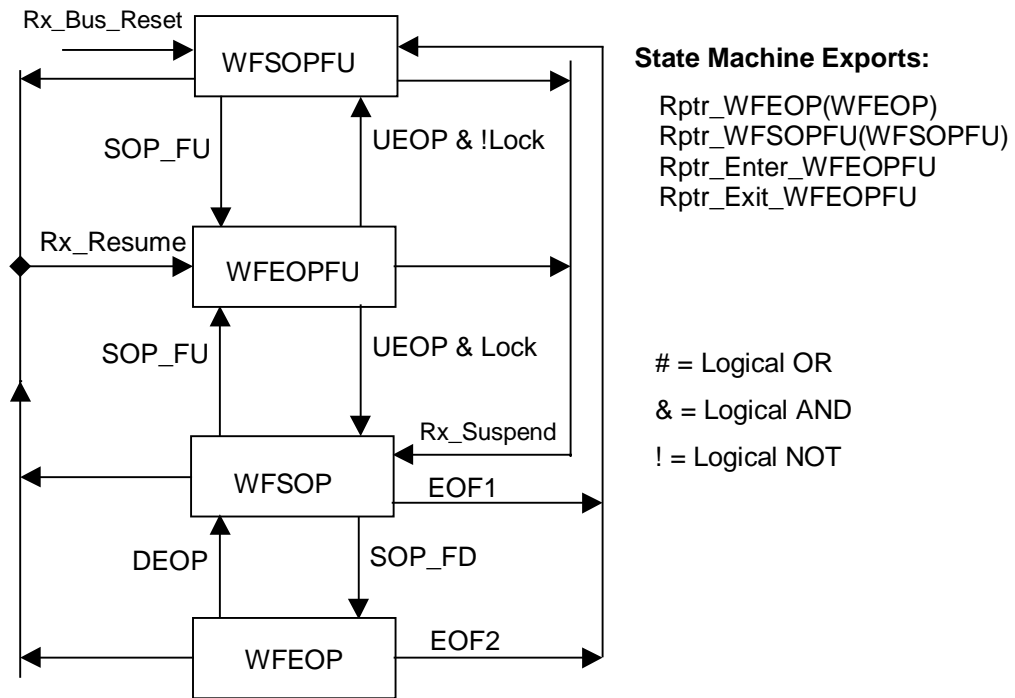 Rx_Bus_Reset
WFSOPFU
State Machine Exports:
Rptr_WFEOP(WFEOP)
Rptr_WFSOPFU(WFSOPFU)
Rptr_Enter_WFEOPFU
Rptr_Exit_WFEOPFU
SOP_FU
UEOP & !Lock
Rx_Resume
WFEOPFU
SOP_FU
UEOP & Lock
# = Logical OR
& = Logical AND
! = Logical NOT
Rx_Suspend
WFSOP
EOF1
DEOP
SOP_FD
WFEOP
EOF2